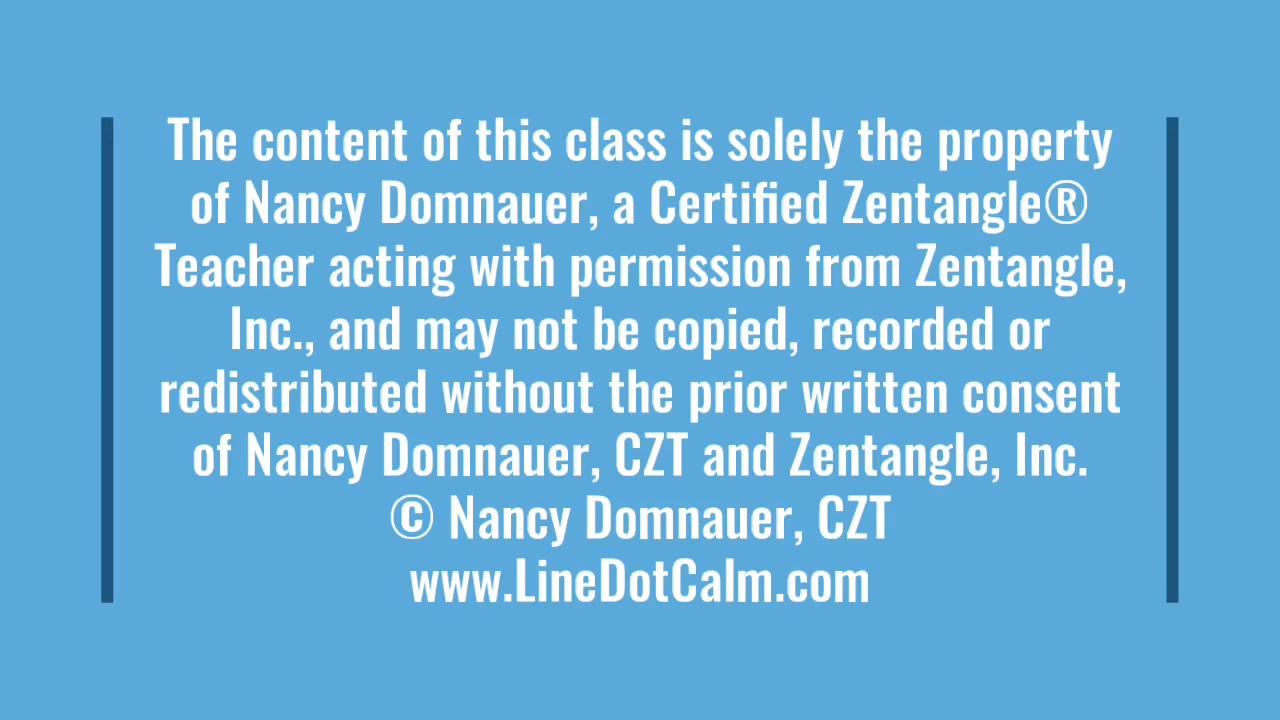 The content of this class is solely the property
of Nancy Domnauer, a Certified Zentangle®
Teacher acting with permission from Zentangle,
Inc., and may not be copied, recorded or
redistributed without the prior written consent
of Nancy Domnauer, CZT and Zentangle, Inc.
© Nancy Domnauer, CZT
www.LineDotCalm.com